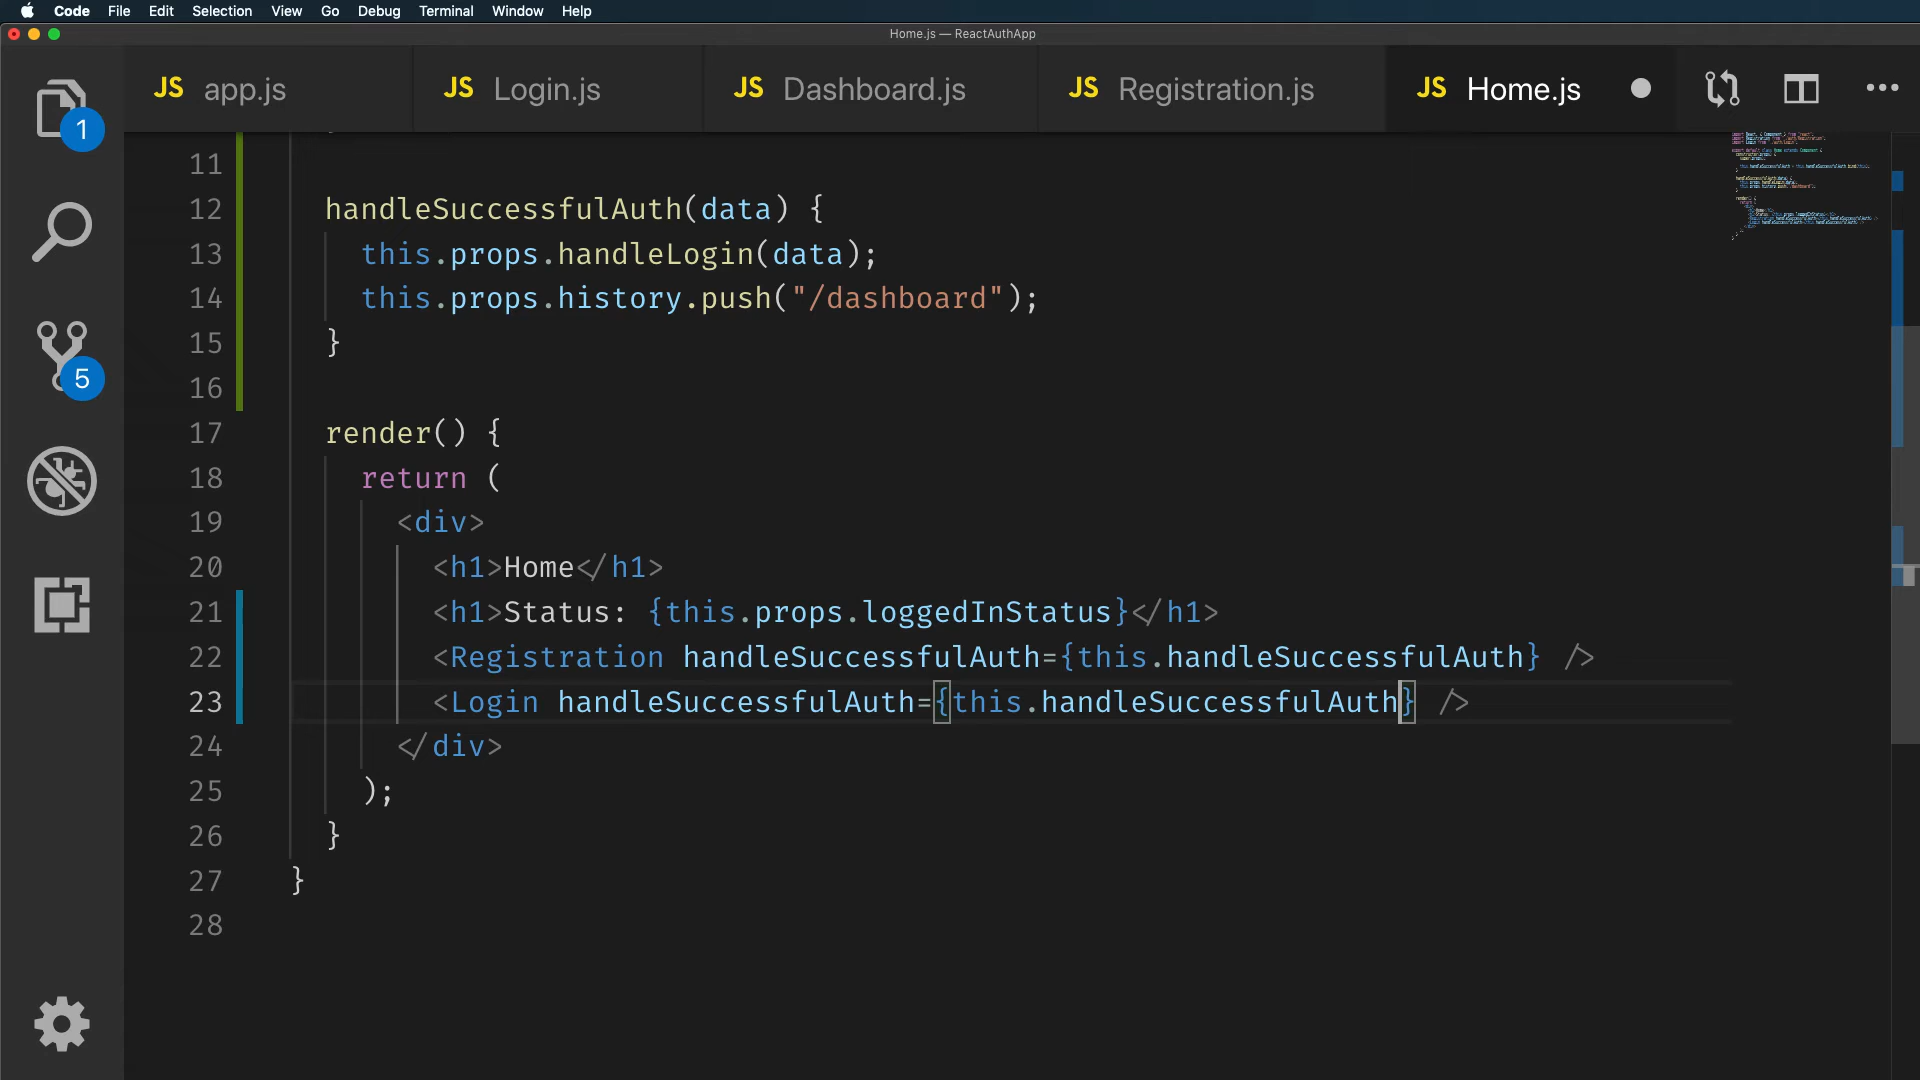 Code File Edit Selection View Go Debug Terminal Window Help
Home.js — ReactAuthApp
JS app.js JS Login.js JS Dashboard.js JS Registration.js JS Home.js
1
5
11
12 handleSuccessfulAuth(data) {
13 this.props.handleLogin(data);
14 this.props.history.push("/dashboard");
15 }
16
17 render() {
18 return (
19 <div>
20 <h1>Home</h1>
21 <h1>Status: {this.props.loggedInStatus}</h1>
22 <Registration handleSuccessfulAuth={this.handleSuccessfulAuth} />
23 <Login handleSuccessfulAuth={this.handleSuccessfulAuth} />
24 </div>
25 );
26 }
27 }
28